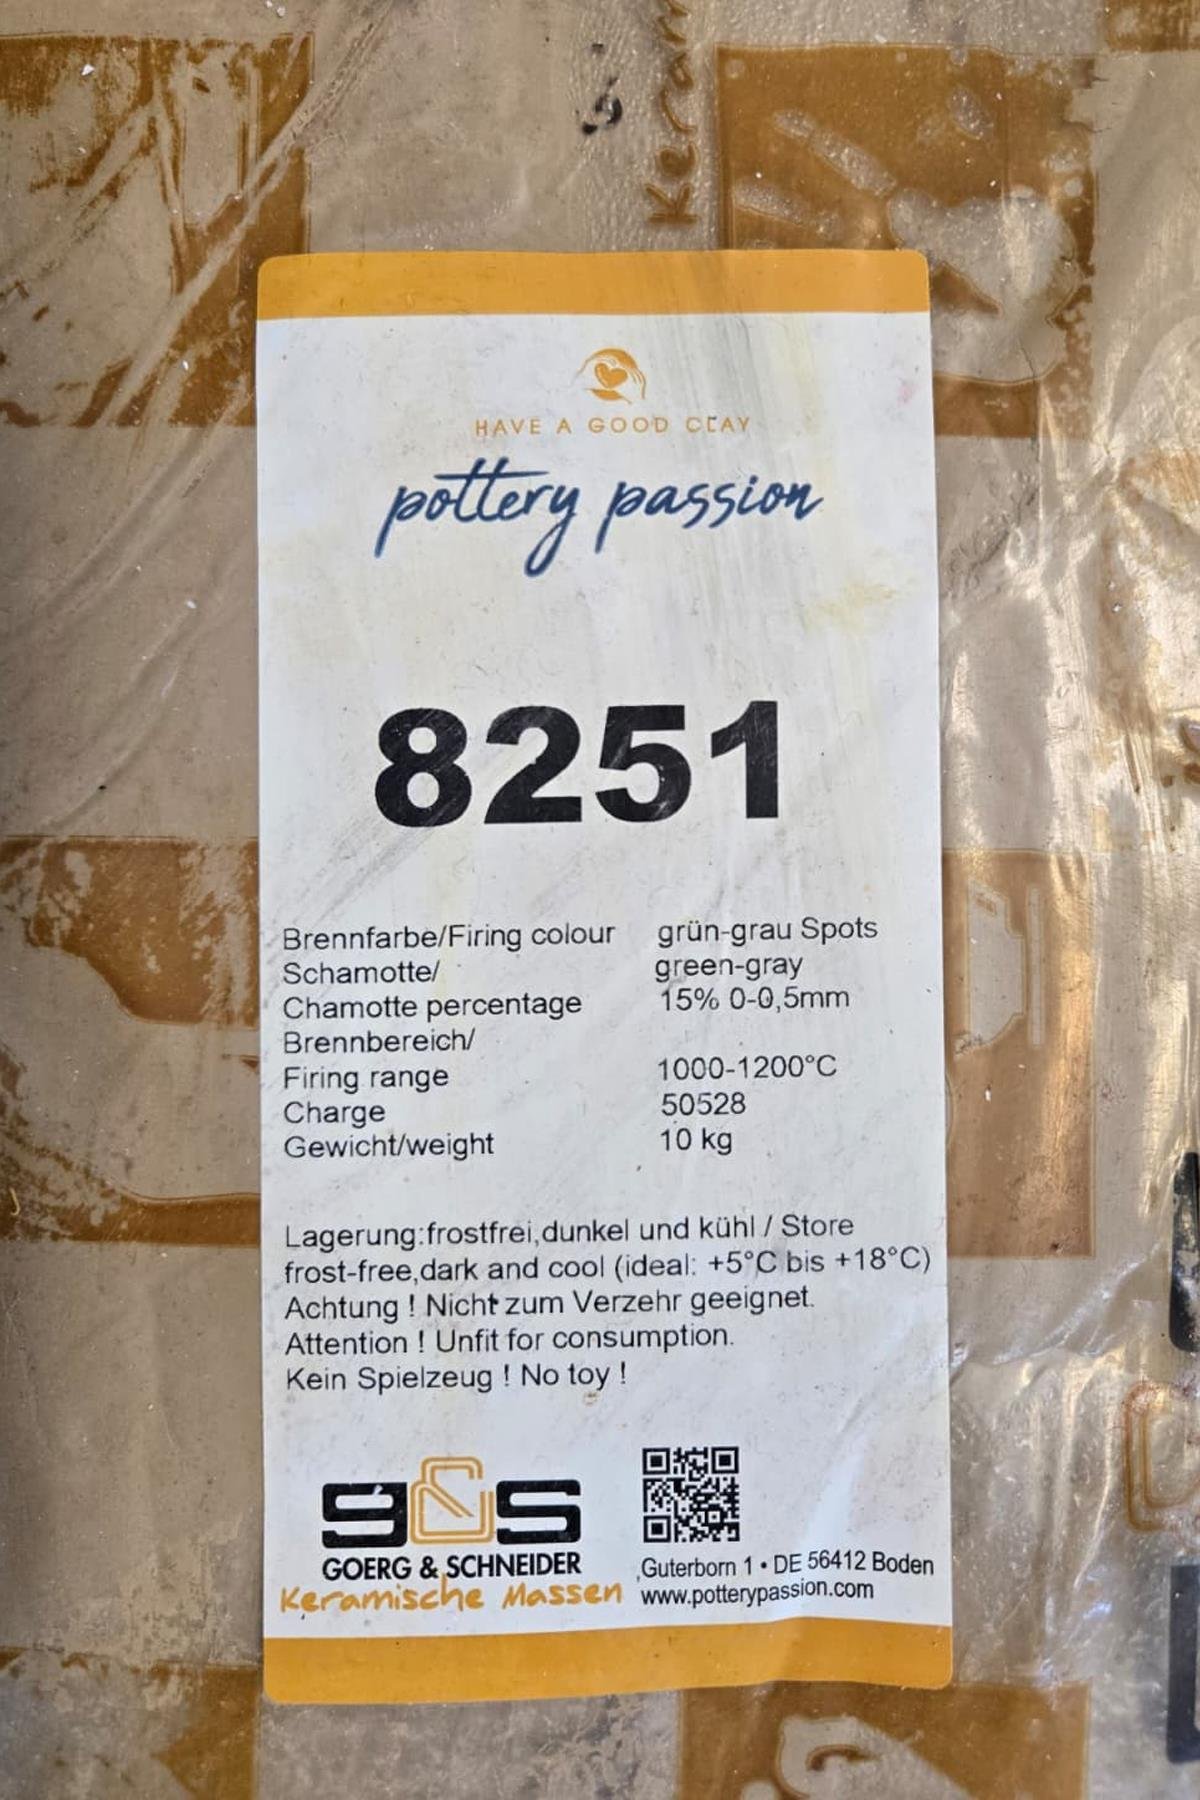 Keram
HAVE A GOOD CLAY
pottery passion
8251
Brennfarbe/Firing colour grün-grau Spots
Schamotte/ green-gray
Chamotte percentage 15% 0-0,5mm
Brennbereich/
Firing range 1000-1200°C
Charge 50528
Gewicht/weight 10 kg
Lagerung:frostfrei,dunkel und kühl / Store
frost-free,dark and cool (ideal: +5°C bis +18°C)
Achtung ! Nicht zum Verzehr geeignet.
Attention ! Unfit for consumption.
Kein Spielzeug ! No toy !
g&s
GOERG & SCHNEIDER
Keramische Massen
Guterborn 1 • DE 56412 Boden
www.potterypassion.com